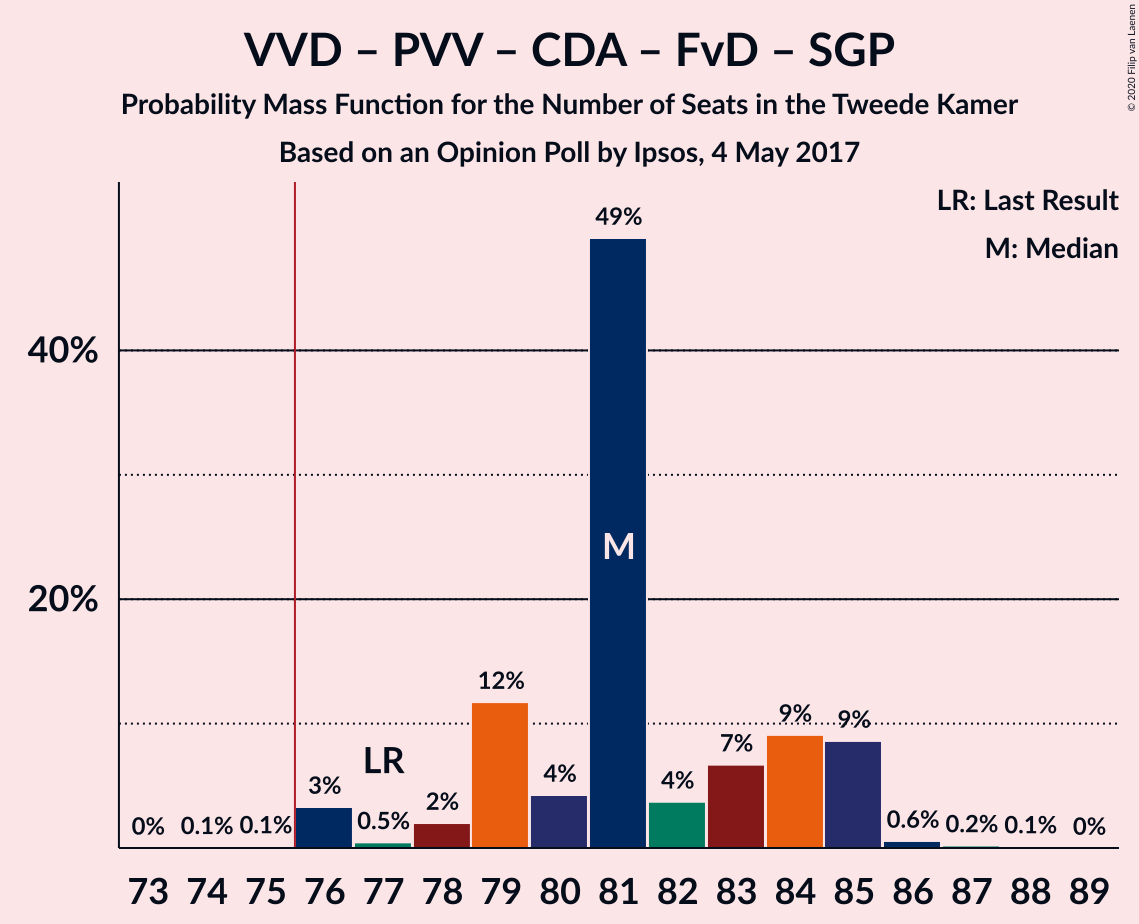 VVD – PVV – CDA – FvD – SGP
Probability Mass Function for the Number of Seats in the Tweede Kamer
Based on an Opinion Poll by Ipsos, 4 May 2017
© 2020 Filip van Laenen
LR: Last Result
M: Median
40%
20%
0% 0.1% 0.1% 3% 0.5% 2% 12% 4% 49% 4% 7% 9% 9% 0.6% 0.2% 0.1% 0%
LR
M
73 74 75 76 77 78 79 80 81 82 83 84 85 86 87 88 89